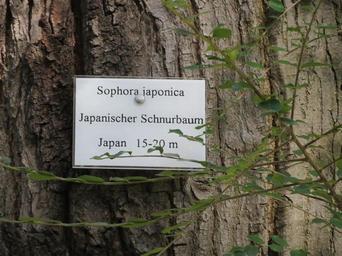 Sophora japonica
Japanischer Schnurbaum
Japan 15-20 m